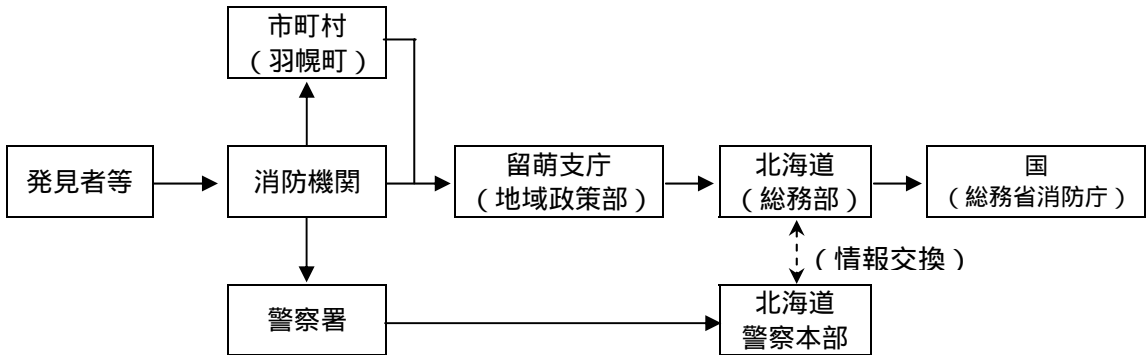 市町村
(羽幌町)
発見者等
消防機関
留萌支庁
(地域政策部)
北海道
(総務部)
国
(総務省消防庁)
(情報交換)
警察署
北海道
警察本部